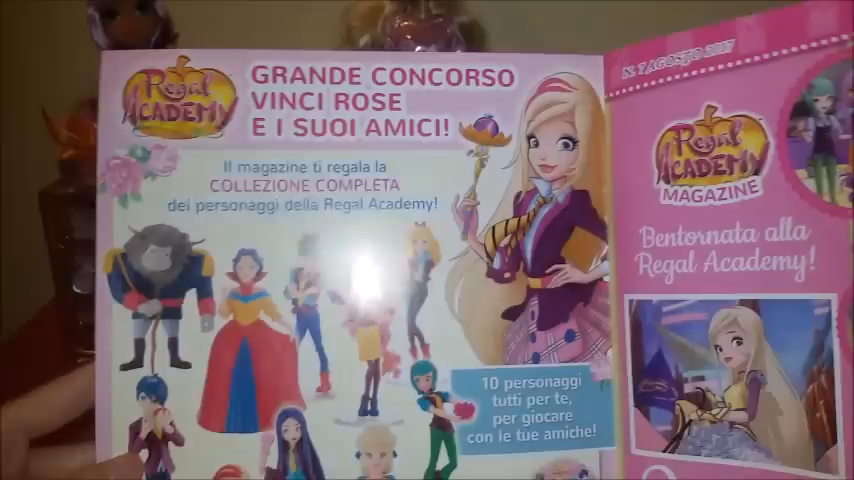 Regal
ACADEMY
GRANDE CONCORSO
VINCI ROSE
E I SUOI AMICI!
Il magazine ti regala la
COLLEZIONE COMPLETA
dei personaggi della Regal Academy!
10 personaggi
tutti per te,
per giocare
con le tue amiche!
N. 7 AGOSTO 2017
Regal
ACADEMY
MAGAZINE
Bentornata alla
Regal Academy!